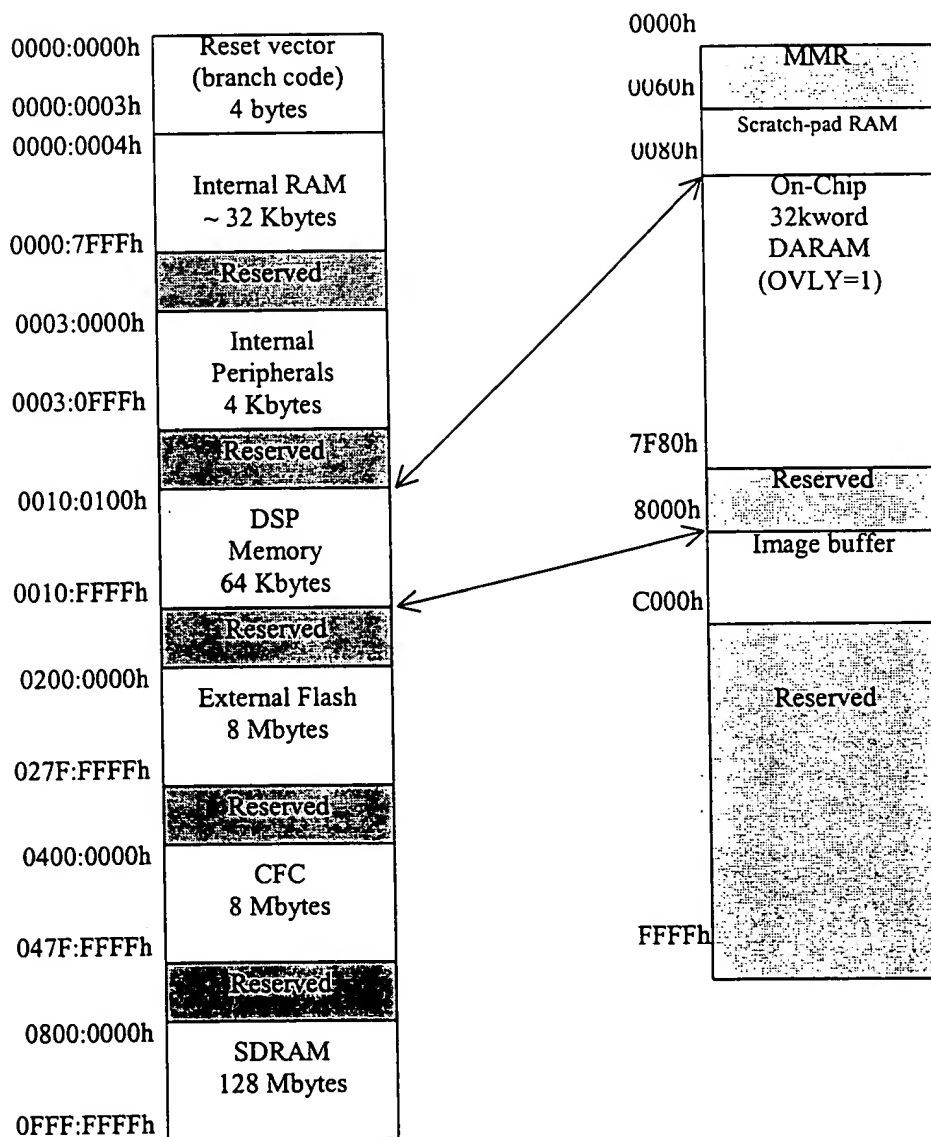 0000:0000h
Reset vector
(branch code)
0000:0003h
4 bytes
0000:0004h
Internal RAM
~ 32 Kbytes
0000:7FFFh
Reserved
0003:0000h
Internal
Peripherals
0003:0FFFh
4 Kbytes
Reserved
0010:0100h
DSP
Memory
0010:FFFFh
64 Kbytes
Reserved
0200:0000h
External Flash
8 Mbytes
027F:FFFFh
Reserved
0400:0000h
CFC
8 Mbytes
047F:FFFFh
Reserved
0800:0000h
SDRAM
128 Mbytes
0FFF:FFFFh
0000h
MMR
0060h
Scratch-pad RAM
0080h
On-Chip
32kword
DARAM
(OVLY=1)
7F80h
Reserved
8000h
Image buffer
C000h
Reserved
FFFFh